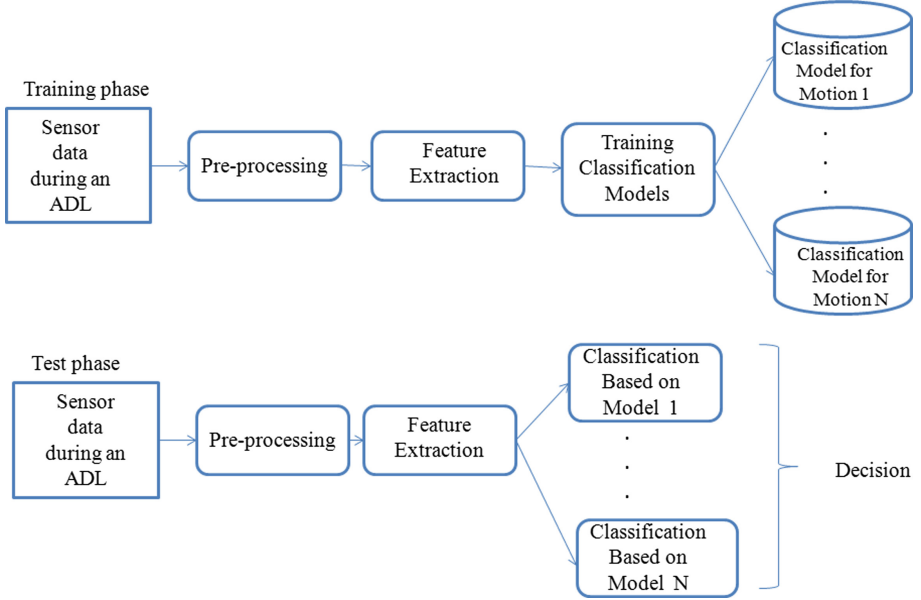 Training phase
Sensor
data
during an
ADL
Pre-processing
Feature
Extraction
Training
Classification
Models
Classification
Model for
Motion 1
.
.
.
Classification
Model for
Motion N
Test phase
Sensor
data
during an
ADL
Pre-processing
Feature
Extraction
Classification
Based on
Model 1
.
.
.
Classification
Based on
Model N
Decision